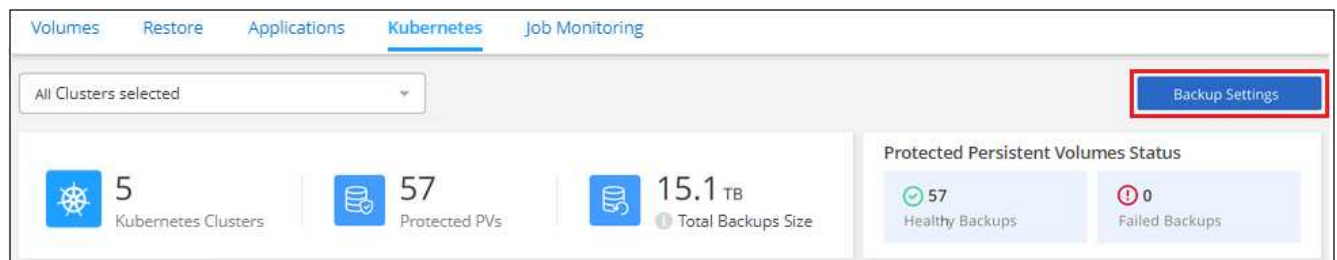 Volumes Restore Applications Kubernetes Job Monitoring
All Clusters selected
Backup Settings
5
Kubernetes Clusters
57
Protected PVs
15.1 TB
Total Backups Size
Protected Persistent Volumes Status
57
Healthy Backups
0
Failed Backups